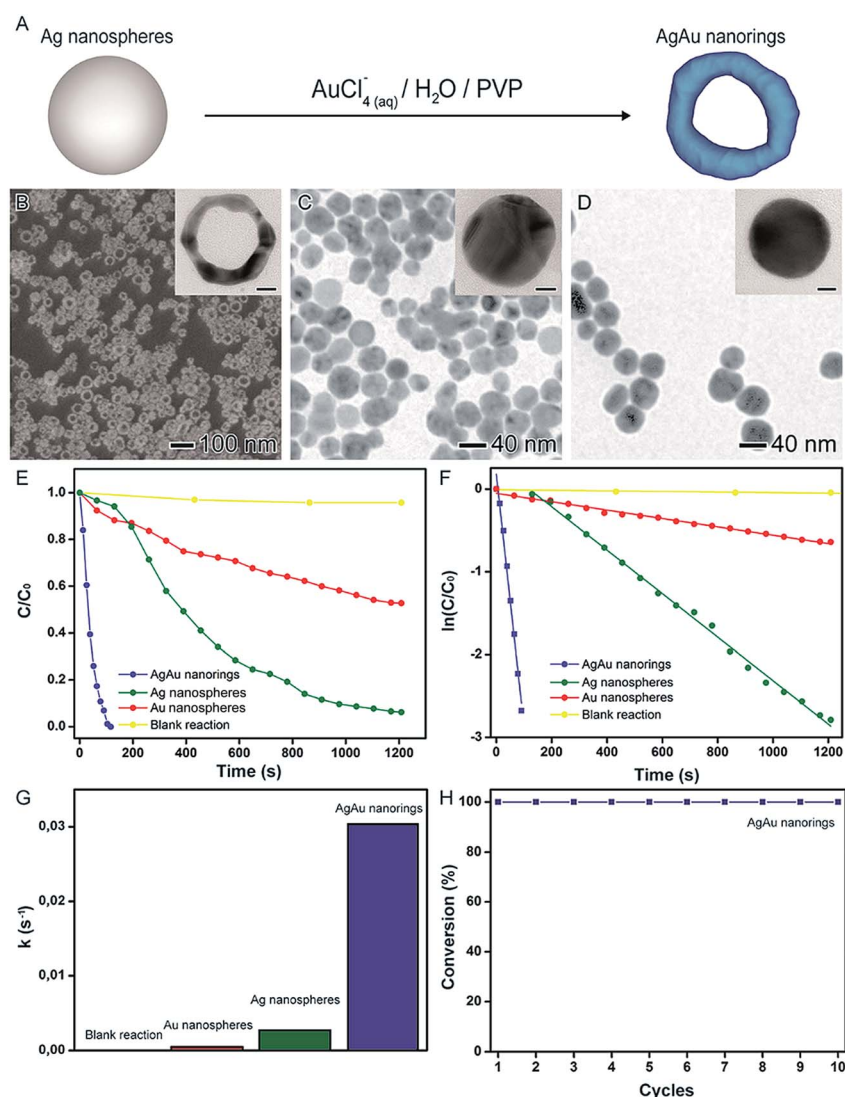 A
Ag nanospheres
AuCl₄⁻ (aq) / H₂O / PVP
AgAu nanorings
B
100 nm
C
40 nm
D
40 nm
E
C/C₀
1.0
0.8
0.6
0.4
0.2
0.0
AgAu nanorings
Ag nanospheres
Au nanospheres
Blank reaction
0 200 400 600 800 1000 1200
Time (s)
F
ln(C/C₀)
0
-1
-2
-3
AgAu nanorings
Ag nanospheres
Au nanospheres
Blank reaction
0 200 400 600 800 1000 1200
Time (s)
G
k (s⁻¹)
0,03
0,02
0,01
0,00
Blank reaction
Au nanospheres
Ag nanospheres
AgAu nanorings
H
Conversion (%)
100
80
60
40
20
0
AgAu nanorings
1 2 3 4 5 6 7 8 9 10
Cycles